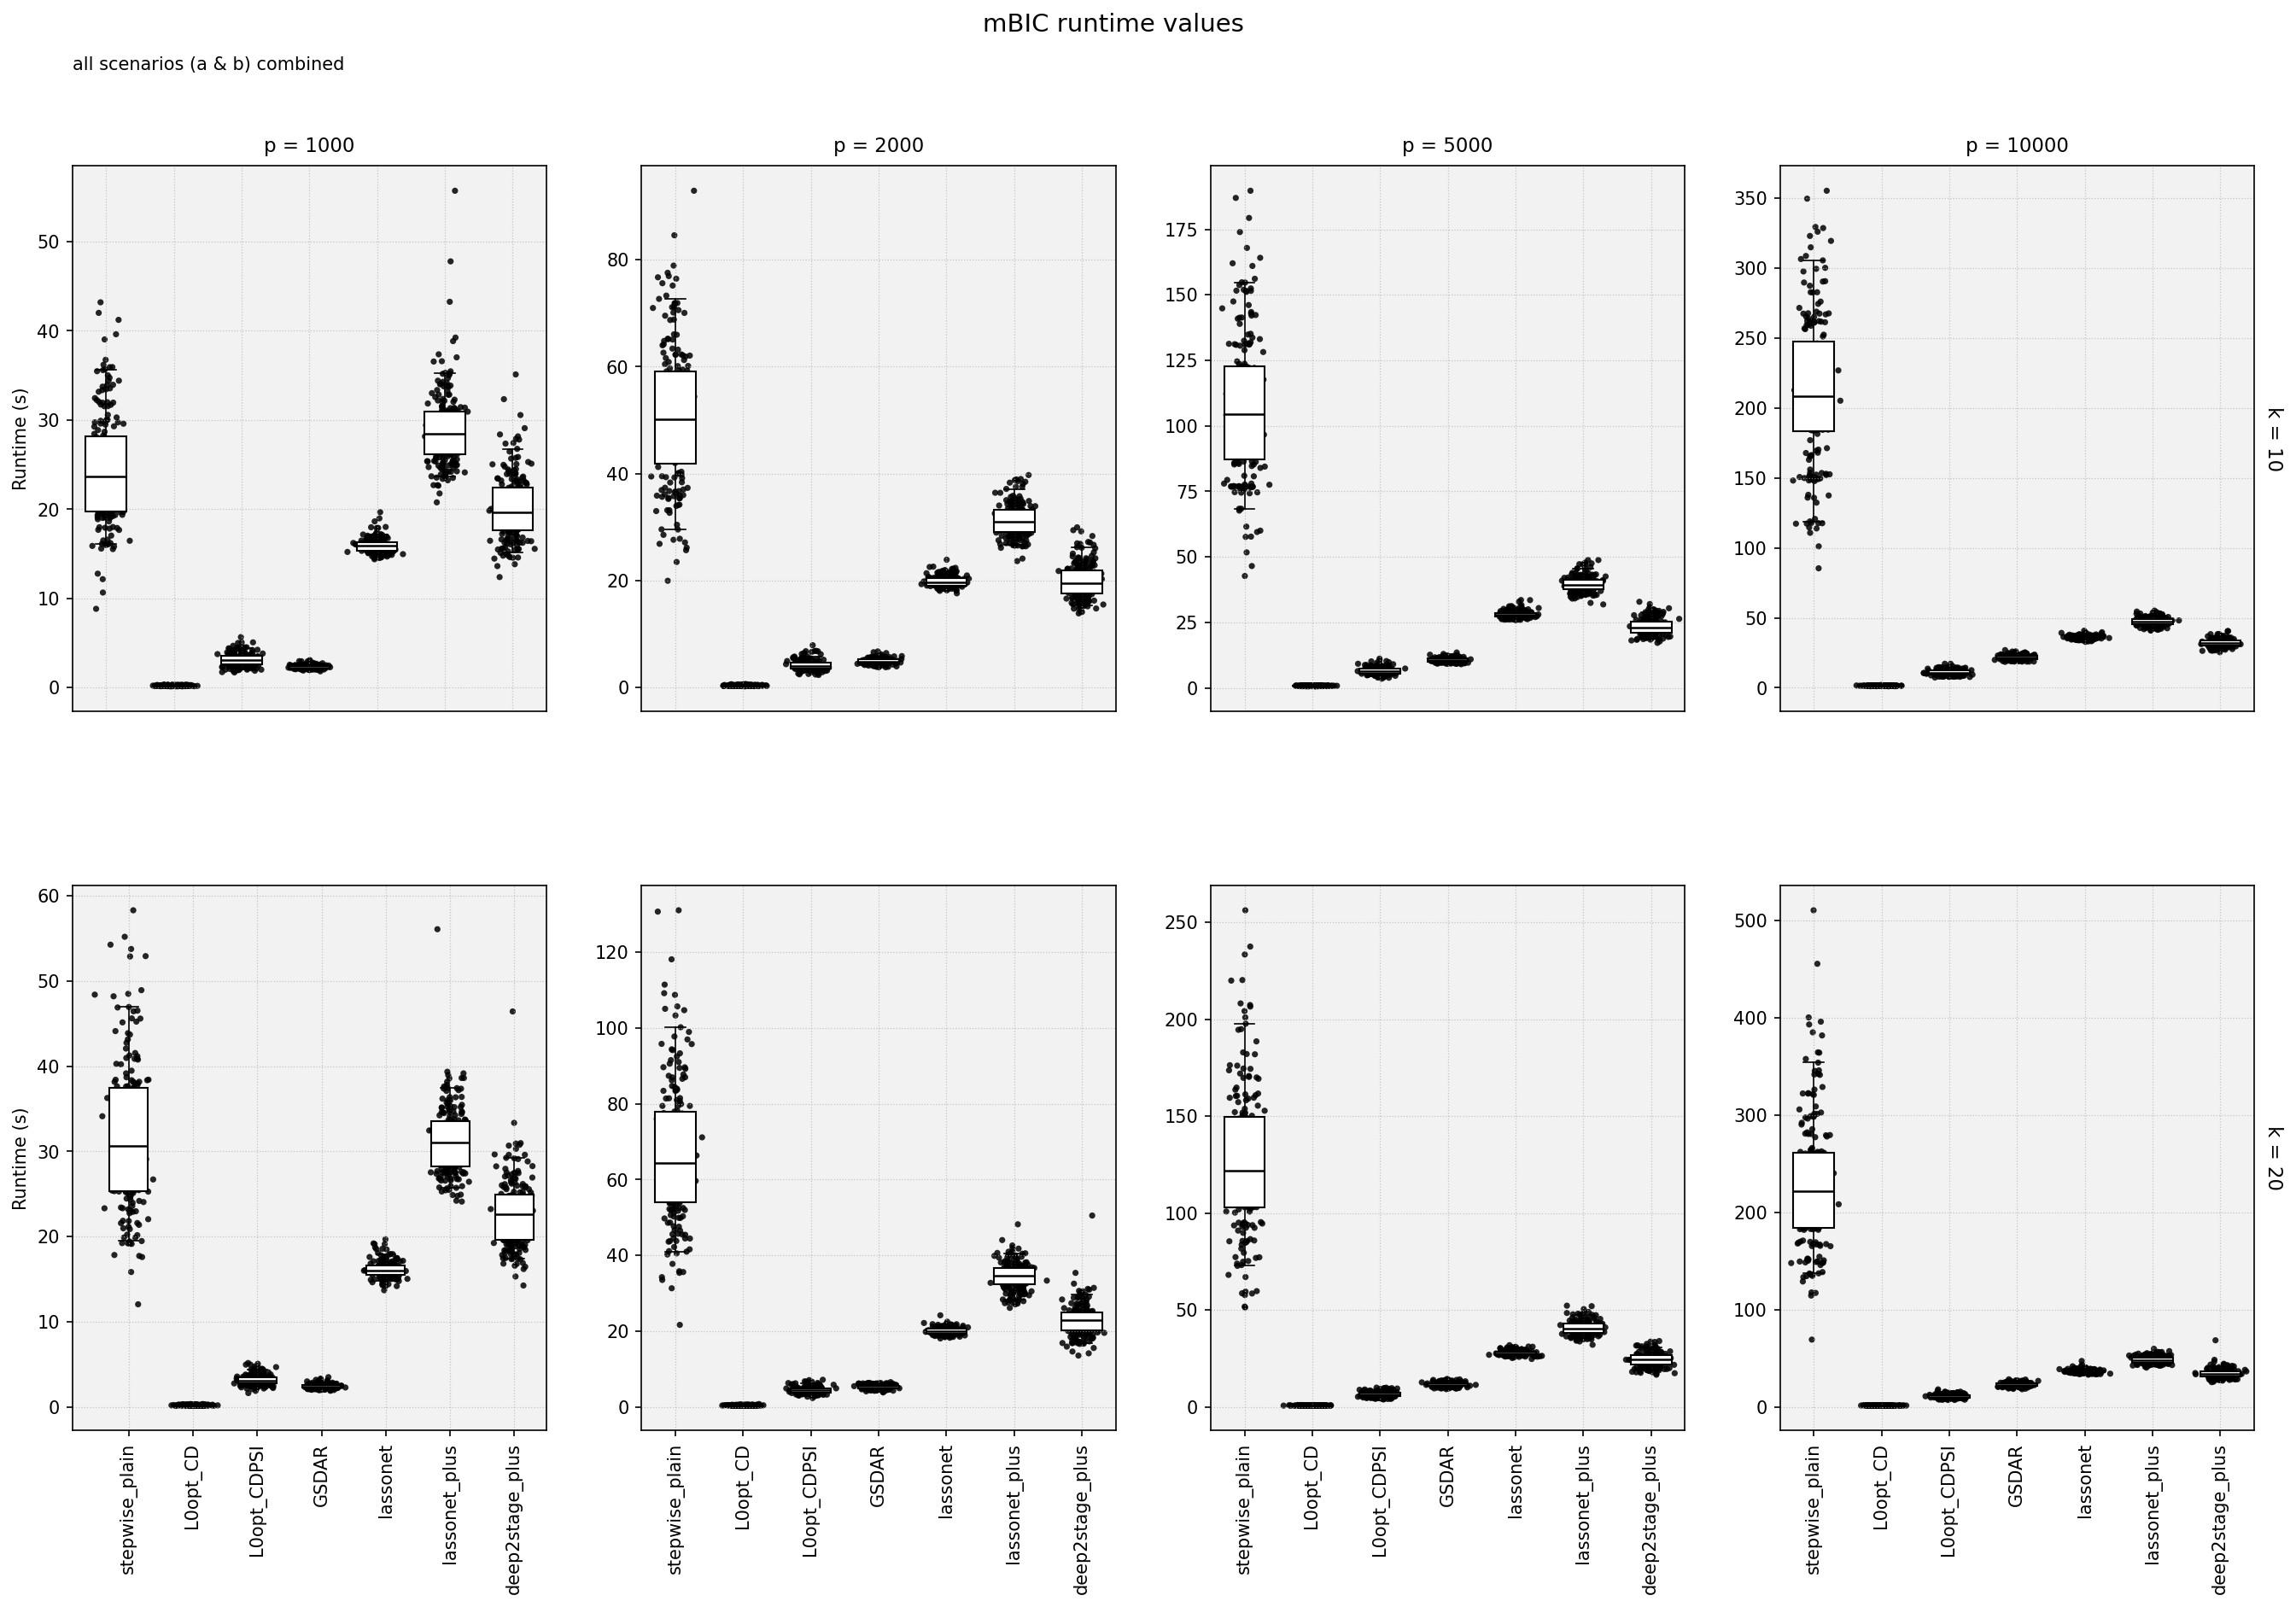 mBIC runtime values
all scenarios (a & b) combined
p = 1000
p = 2000
p = 5000
p = 10000
Runtime (s)
50
40
30
20
10
0
80
60
40
20
0
175
150
125
100
75
50
25
0
350
300
250
200
150
100
50
0
k = 10
Runtime (s)
60
50
40
30
20
10
0
120
100
80
60
40
20
0
250
200
150
100
50
0
500
400
300
200
100
0
k = 20
stepwise_plain
L0opt_CD
L0opt_CDPSI
GSDAR
lassonet
lassonet_plus
deep2stage_plus
stepwise_plain
L0opt_CD
L0opt_CDPSI
GSDAR
lassonet
lassonet_plus
deep2stage_plus
stepwise_plain
L0opt_CD
L0opt_CDPSI
GSDAR
lassonet
lassonet_plus
deep2stage_plus
stepwise_plain
L0opt_CD
L0opt_CDPSI
GSDAR
lassonet
lassonet_plus
deep2stage_plus